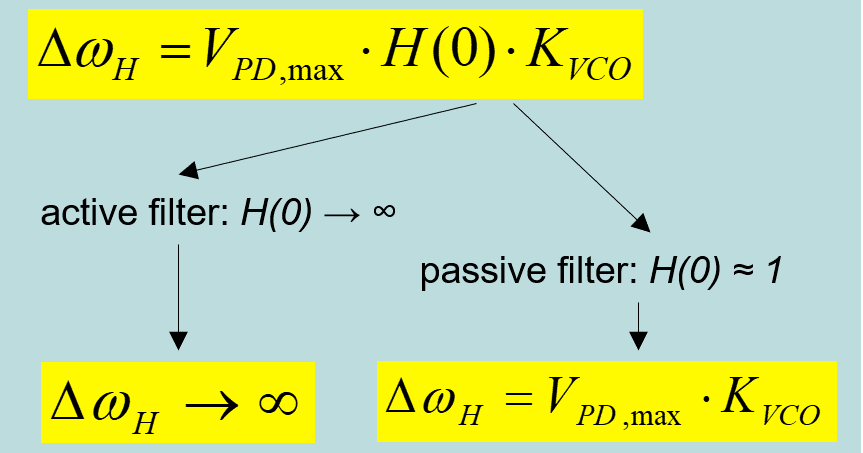 Δω_H = V_PD,max · H(0) · K_VCO
active filter: H(0) → ∞
passive filter: H(0) ≈ 1
Δω_H → ∞
Δω_H = V_PD,max · K_VCO